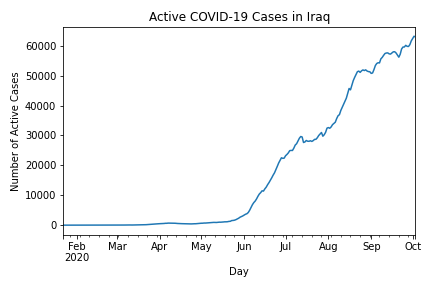 Active COVID-19 Cases in Iraq
Number of Active Cases
60000
50000
40000
30000
20000
10000
0
Feb Mar Apr May Jun Jul Aug Sep Oct
2020
Day